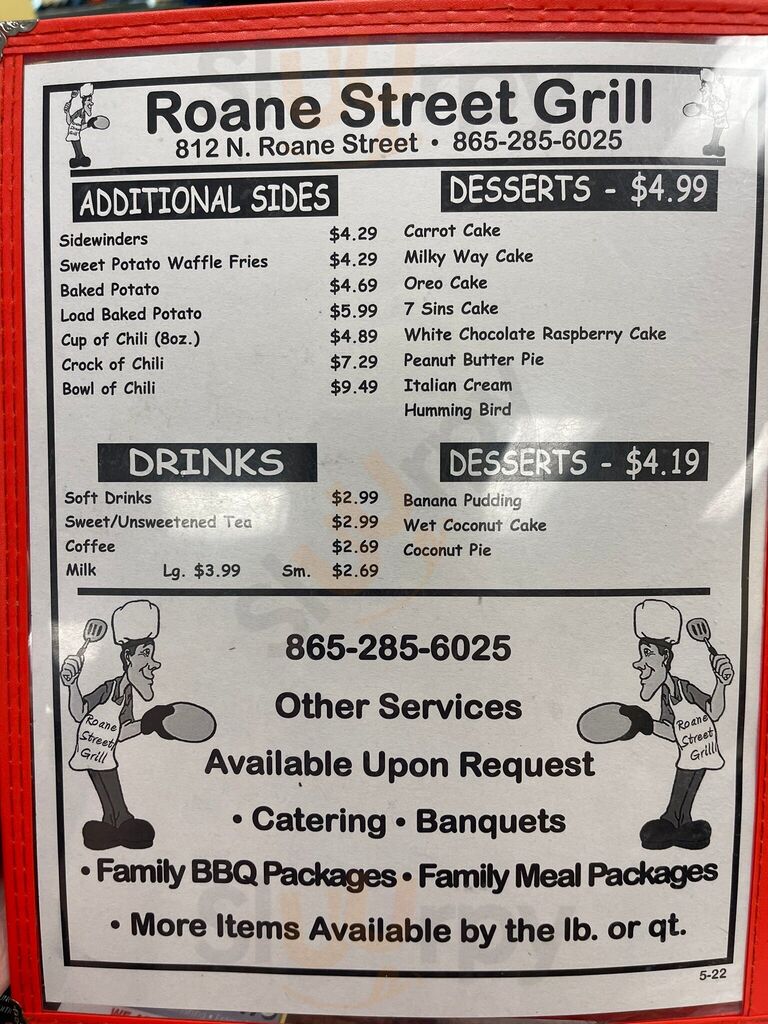 Roane Street Grill
812 N. Roane Street • 865-285-6025
ADDITIONAL SIDES
Sidewinders $4.29
Sweet Potato Waffle Fries $4.29
Baked Potato $4.69
Load Baked Potato $5.99
Cup of Chili (8oz.) $4.89
Crock of Chili $7.29
Bowl of Chili $9.49
DESSERTS - $4.99
Carrot Cake
Milky Way Cake
Oreo Cake
7 Sins Cake
White Chocolate Raspberry Cake
Peanut Butter Pie
Italian Cream
Humming Bird
DRINKS
Soft Drinks $2.99
Sweet/Unsweetened Tea $2.99
Coffee $2.69
Milk Lg. $3.99 Sm. $2.69
DESSERTS - $4.19
Banana Pudding
Wet Coconut Cake
Coconut Pie
865-285-6025
Other Services
Available Upon Request
• Catering • Banquets
• Family BBQ Packages • Family Meal Packages
• More Items Available by the lb. or qt.
Roane
Street
Grill
Roane
Street
Grill
5-22